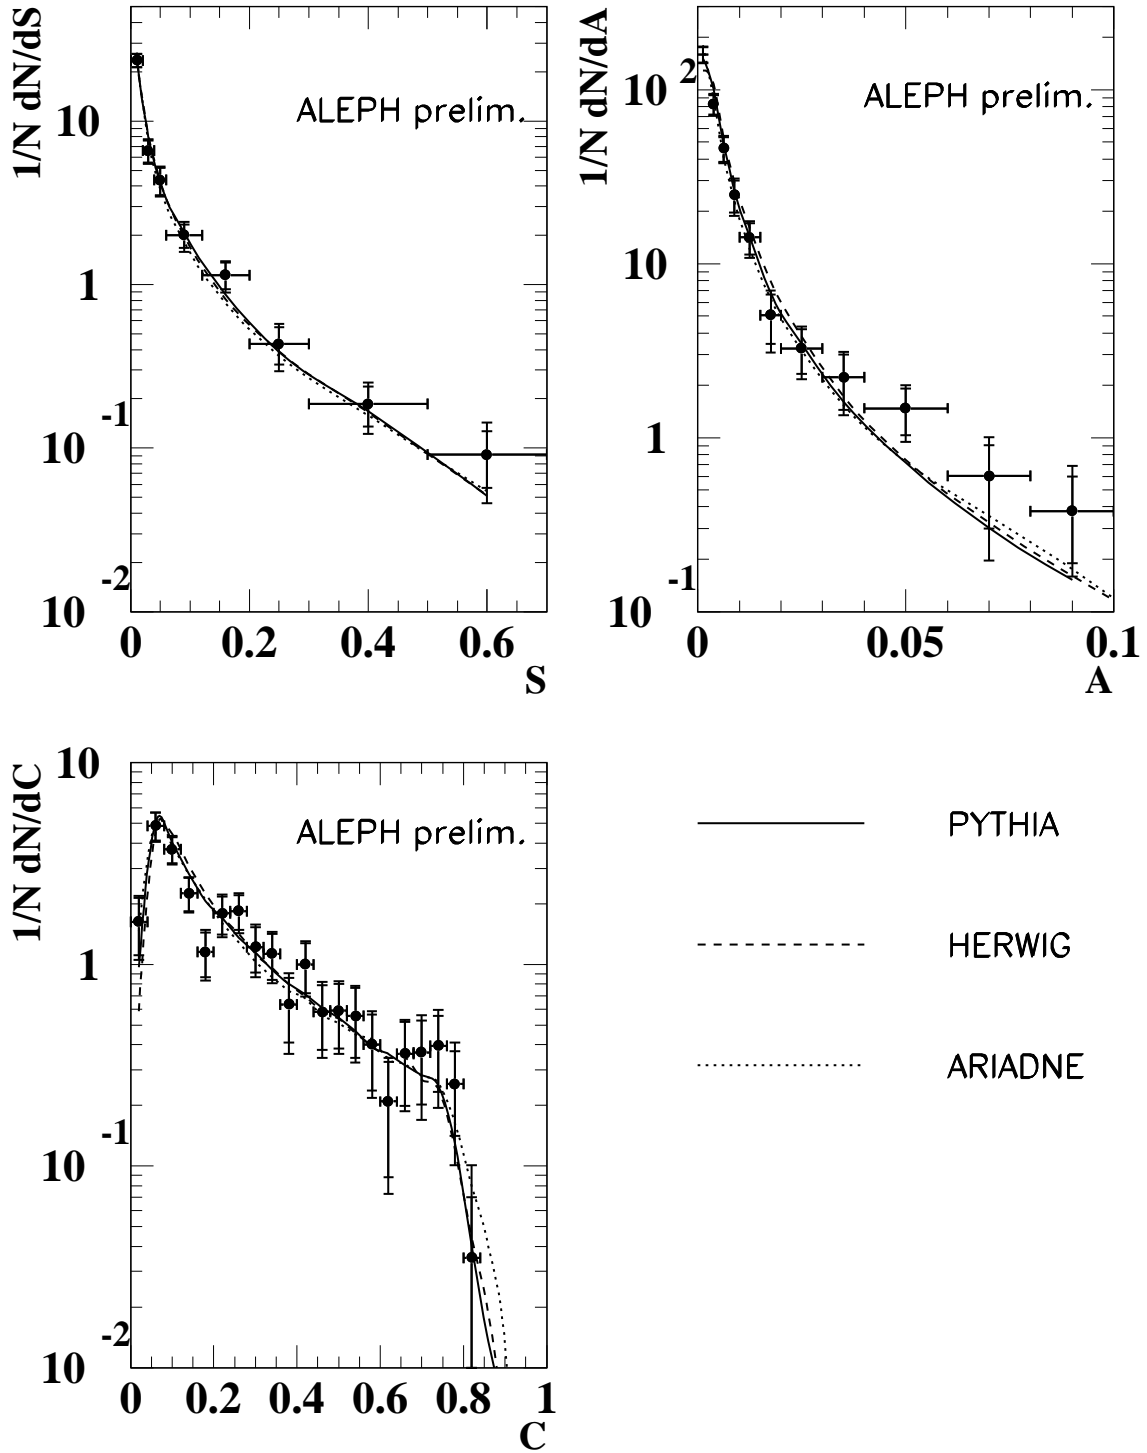 1/N dN/dS
ALEPH prelim.
10
1
10 -1
10 -2
0 0.2 0.4 0.6
S
1/N dN/dA
ALEPH prelim.
10 2
10
1
10 -1
0 0.05 0.1
A
1/N dN/dC
ALEPH prelim.
10
1
10 -1
10 -2
0 0.2 0.4 0.6 0.8 1
C
PYTHIA
HERWIG
ARIADNE